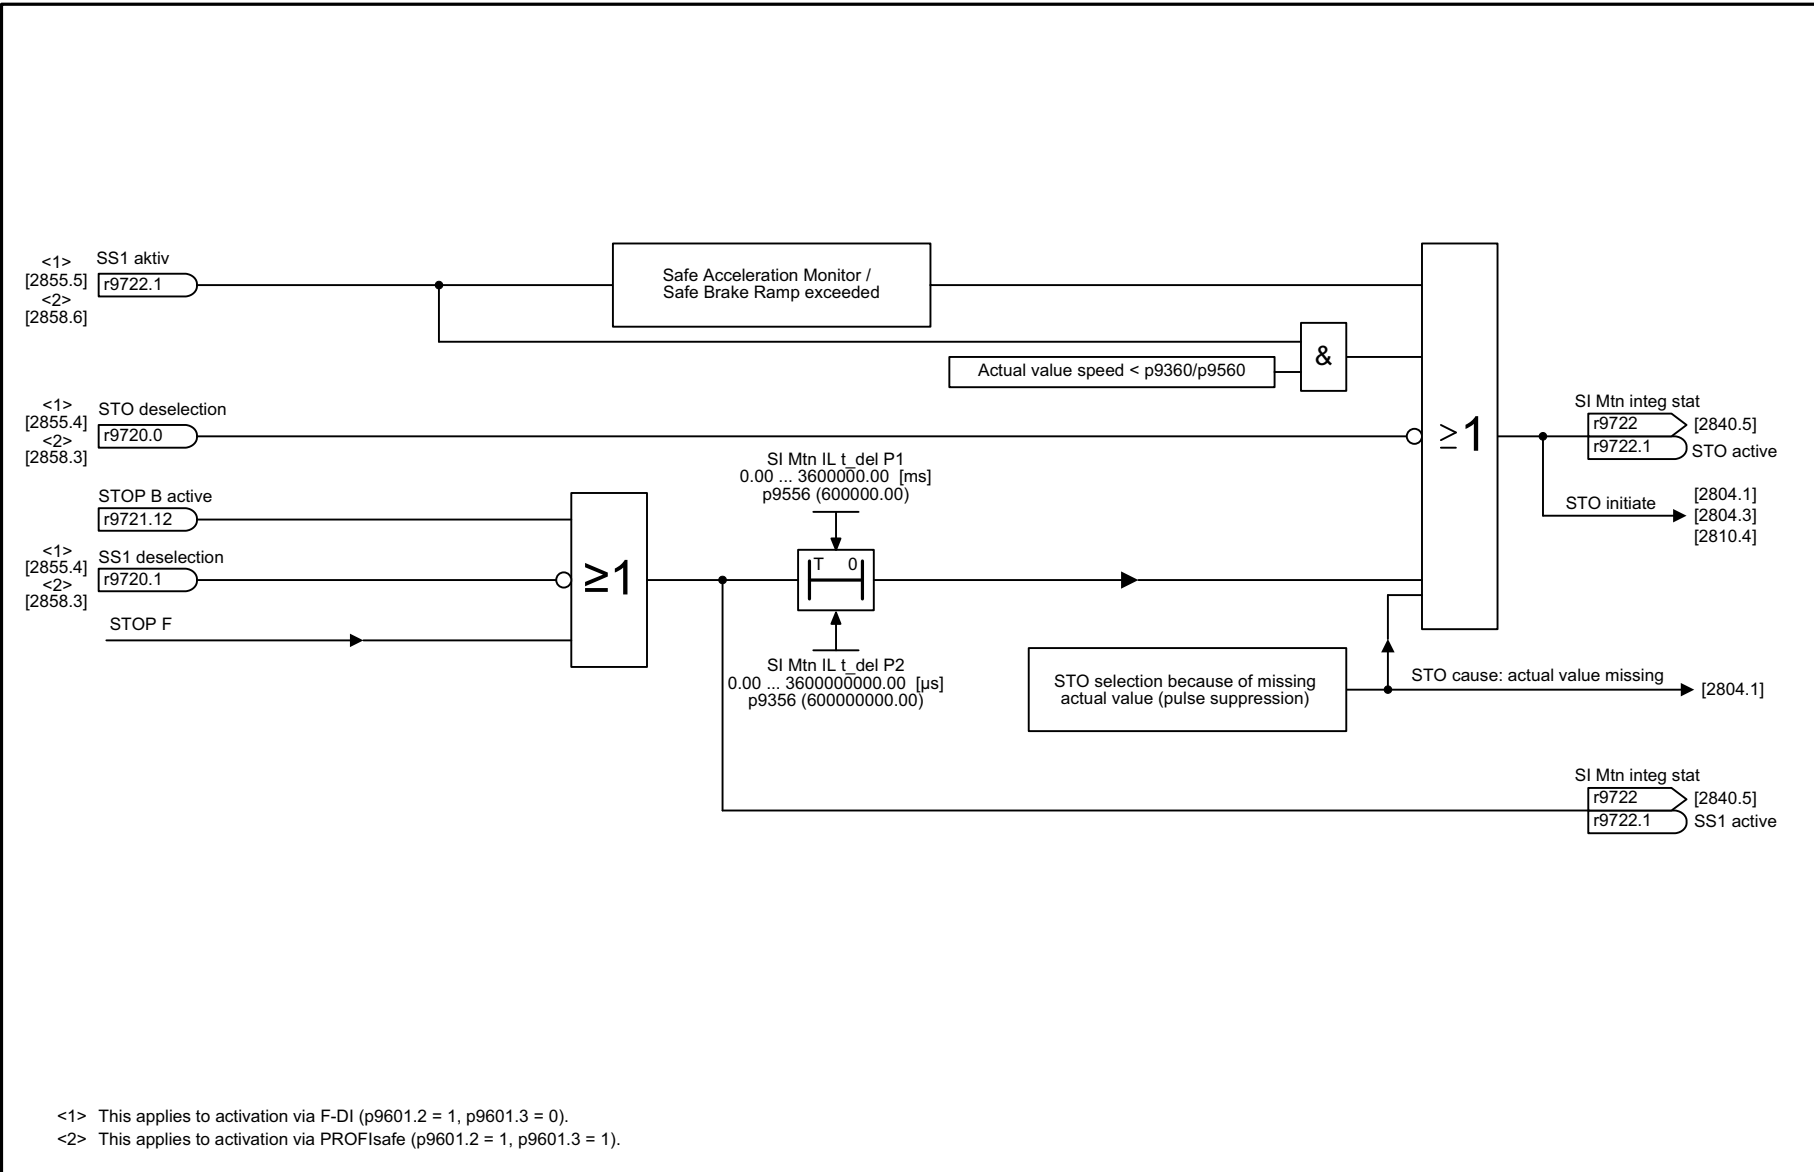 <1>
[2855.5]
<2>
[2858.6]
SS1 aktiv
r9722.1
Safe Acceleration Monitor /
Safe Brake Ramp exceeded
&
Actual value speed < p9360/p9560
<1>
[2855.4]
<2>
[2858.3]
STO deselection
r9720.0
≥1
SI Mtn integ stat
r9722
[2840.5]
r9722.1
STO active
STO initiate
[2804.1]
[2804.3]
[2810.4]
SI Mtn IL t_del P1
0.00 ... 3600000.00 [ms]
p9556 (600000.00)
STOP B active
r9721.12
<1>
[2855.4]
<2>
[2858.3]
SS1 deselection
r9720.1
≥1
T 0
STOP F
SI Mtn IL t_del P2
0.00 ... 3600000000.00 [µs]
p9356 (600000000.00)
STO selection because of missing
actual value (pulse suppression)
STO cause: actual value missing
[2804.1]
SI Mtn integ stat
r9722
[2840.5]
r9722.1
SS1 active
<1> This applies to activation via F-DI (p9601.2 = 1, p9601.3 = 0).
<2> This applies to activation via PROFIsafe (p9601.2 = 1, p9601.3 = 1).